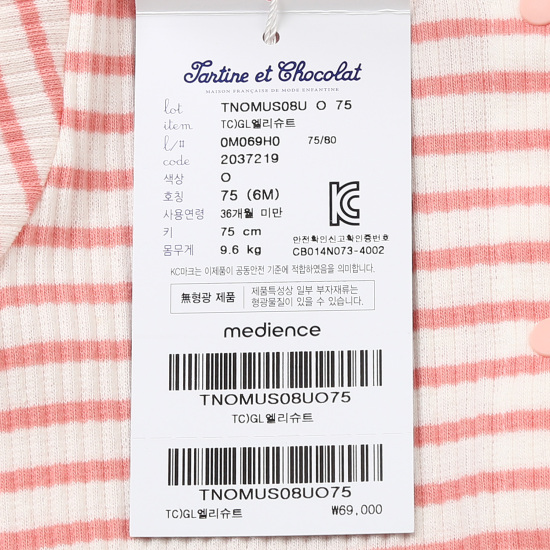 Tartine et Chocolat
MAISON FRANÇAISE DE MODE ENFANTINE
lot TNOMUS08U O 75
item TC)GL엘리슈트
l/# 0M069H0 75/80
code 2037219
색상 O
호칭 75 (6M)
사용연령 36개월 미만
키 75 cm
몸무게 9.6 kg
안전확인신고확인증번호
CB014N073-4002
KC마크는 이제품이 공통안전 기준에 적합하였음을 의미합니다.
無형광 제품
제품특성상 일부 부자재류는
형광물질이 있을 수 있습니다.
medience
TNOMUS08UO75
TC)GL엘리슈트
TNOMUS08UO75
TC)GL엘리슈트 ₩69,000